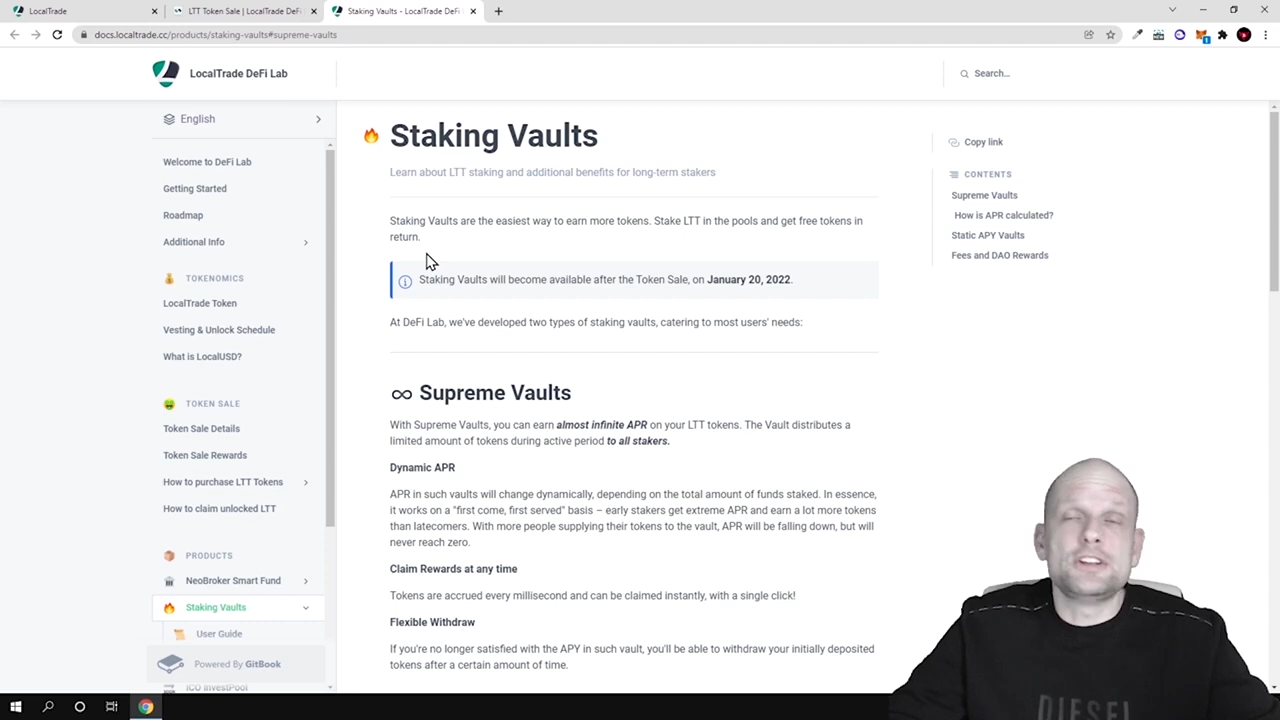 LocalTrade
LTT Token Sale | LocalTrade DeFi
Staking Vaults - LocalTrade DeFi
docs.localtrade.cc/products/staking-vaults#supreme-vaults
LocalTrade DeFi Lab
Search...
English
Welcome to DeFi Lab
Getting Started
Roadmap
Additional Info
TOKENOMICS
LocalTrade Token
Vesting & Unlock Schedule
What is LocalUSD?
TOKEN SALE
Token Sale Details
Token Sale Rewards
How to purchase LTT Tokens
How to claim unlocked LTT
PRODUCTS
NeoBroker Smart Fund
Staking Vaults
User Guide
ICO InvestPool
Powered By GitBook
Staking Vaults
Learn about LTT staking and additional benefits for long-term stakers
Staking Vaults are the easiest way to earn more tokens. Stake LTT in the pools and get free tokens in
return.
Staking Vaults will become available after the Token Sale, on January 20, 2022.
At DeFi Lab, we've developed two types of staking vaults, catering to most users' needs:
Supreme Vaults
With Supreme Vaults, you can earn almost infinite APR on your LTT tokens. The Vault distributes a
limited amount of tokens during active period to all stakers.
Dynamic APR
APR in such vaults will change dynamically, depending on the total amount of funds staked. In essence,
it works on a "first come, first served" basis – early stakers get extreme APR and earn a lot more tokens
than latecomers. With more people supplying their tokens to the vault, APR will be falling down, but will
never reach zero.
Claim Rewards at any time
Tokens are accrued every millisecond and can be claimed instantly, with a single click!
Flexible Withdraw
If you're no longer satisfied with the APY in such vault, you'll be able to withdraw your initially deposited
tokens after a certain amount of time.
Copy link
CONTENTS
Supreme Vaults
How is APR calculated?
Static APY Vaults
Fees and DAO Rewards
DIESEL